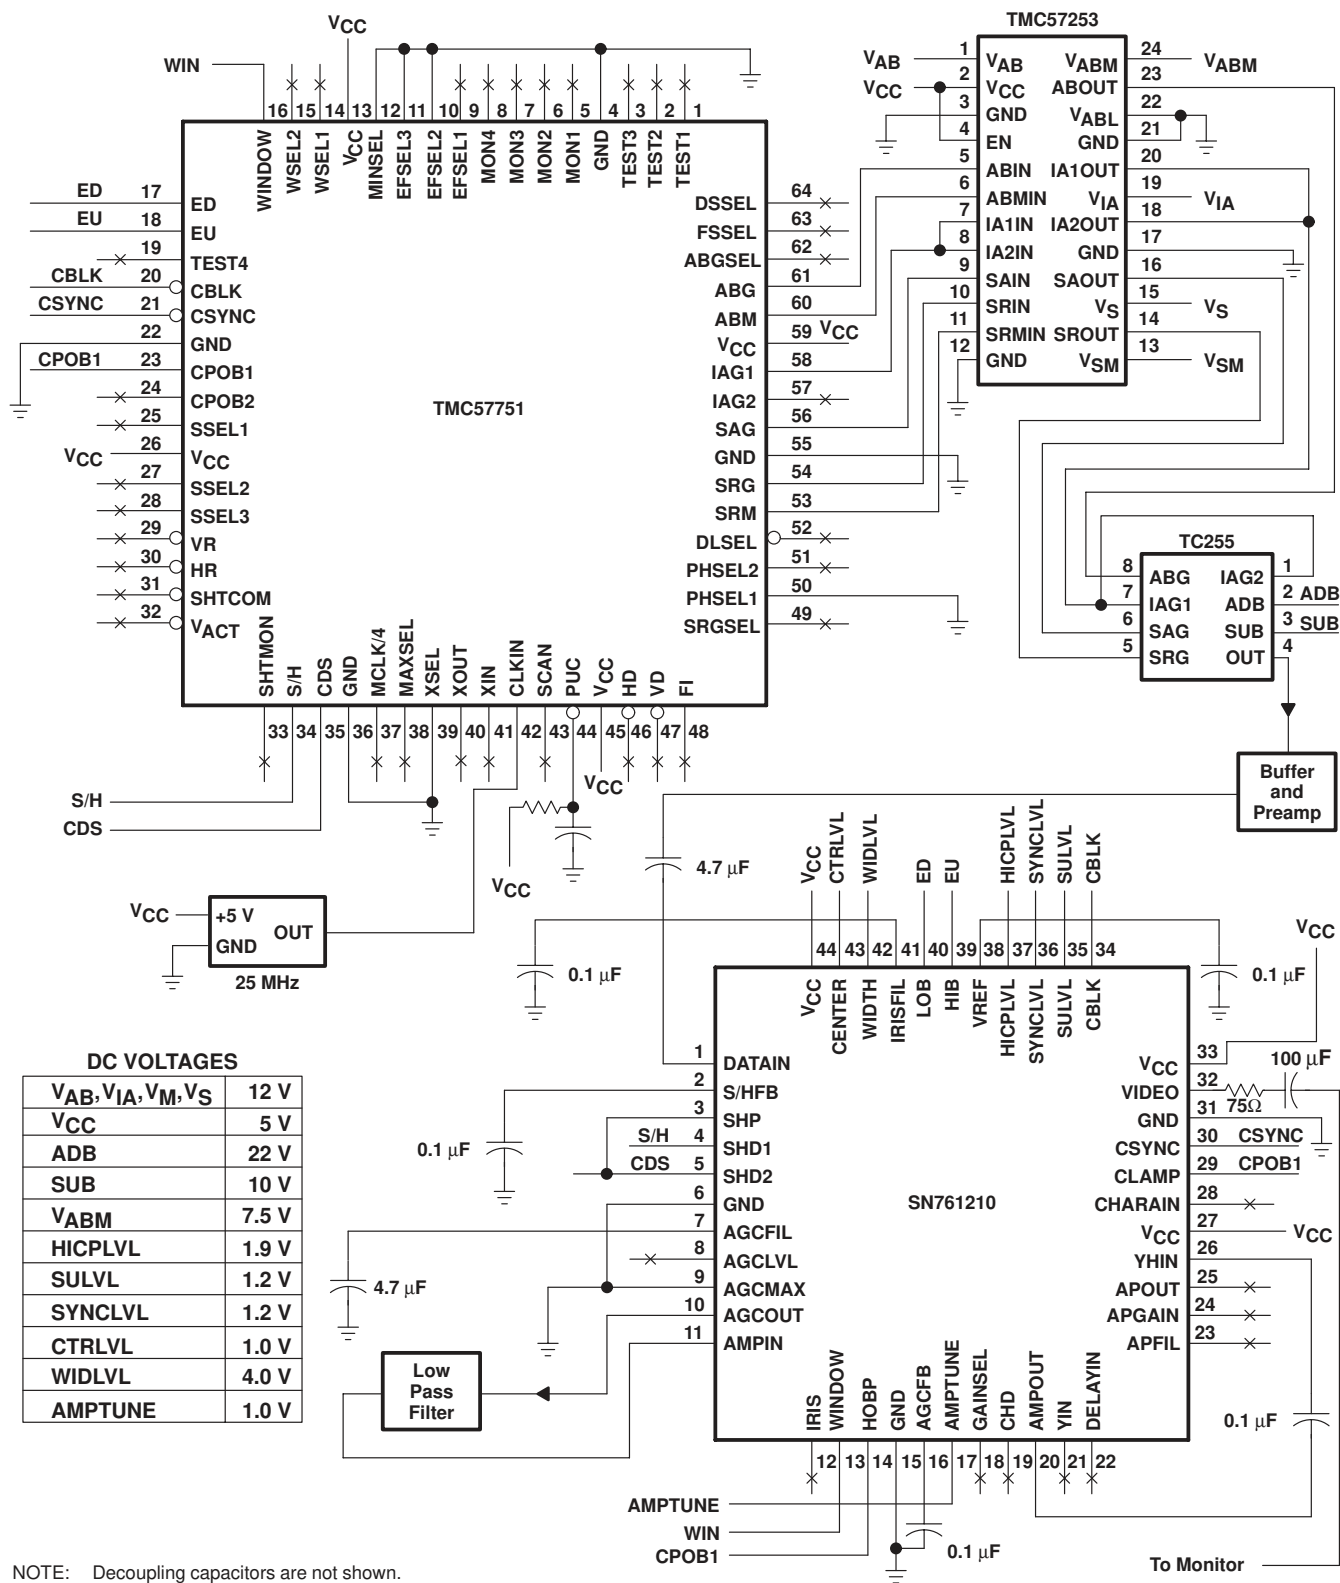 TMC57253
VCC
WIN
16 15 14 13 12 11 10 9 8 7 6 5 4 3 2 1
WINDOW
WSEL2
WSEL1
VCC
MINSEL
EFSEL3
EFSEL2
EFSEL1
MON4
MON3
MON2
MON1
GND
TEST3
TEST2
TEST1
ED 17 ED
EU 18 EU
19 TEST4
CBLK 20 CBLK
CSYNC 21 CSYNC
22 GND
CPOB1 23 CPOB1
24 CPOB2
25 SSEL1
VCC 26 VCC
27 SSEL2
28 SSEL3
29 VR
30 HR
31 SHTCOM
32 VACT
TMC57751
DSSEL 64
FSSEL 63
ABGSEL 62
ABG 61
ABM 60
VCC 59 VCC
IAG1 58
IAG2 57
SAG 56
GND 55
SRG 54
SRM 53
DLSEL 52
PHSEL2 51
PHSEL1 50
SRGSEL 49
SHTMON
S/H
CDS
GND
MCLK/4
MAXSEL
XSEL
XOUT
XIN
CLKIN
SCAN
PUC
VCC
HD
VD
FI
33 34 35 36 37 38 39 40 41 42 43 44 45 46 47 48
S/H
CDS
VCC
VCC
VAB 1 VAB VABM 24 VABM
VCC 2 VCC ABOUT 23
3 GND VABL 22
4 EN GND 21
5 ABIN IA1OUT 20
6 ABMIN VIA 19 VIA
7 IA1IN IA2OUT 18
8 IA2IN GND 17
9 SAIN SAOUT 16
10 SRIN VS 15 VS
11 SRMIN SROUT 14
12 GND VSM 13 VSM
TC255
8 ABG IAG2 1
7 IAG1 ADB 2 ADB
6 SAG SUB 3 SUB
5 SRG OUT 4
Buffer
and
Preamp
VCC +5 V
OUT
GND
25 MHz
4.7 μF
0.1 μF
0.1 μF
VCC
VCC
CTRLVL
WIDLVL
ED
EU
HICPLVL
SYNCLVL
SULVL
CBLK
44 43 42 41 40 39 38 37 36 35 34
VCC
CENTER
WIDTH
IRISFIL
LOB
HIB
VREF
HICPLVL
SYNCLVL
SULVL
CBLK
1 DATAIN
2 S/HFB
0.1 μF
3 SHP
S/H 4 SHD1
CDS 5 SHD2
6 GND
7 AGCFIL
4.7 μF
8 AGCLVL
9 AGCMAX
10 AGCOUT
11 AMPIN
Low
Pass
Filter
SN761210
VCC 33
100 μF
VIDEO 32
75Ω
GND 31
CSYNC 30 CSYNC
CLAMP 29 CPOB1
CHARAIN 28
VCC 27 VCC
YHIN 26
APOUT 25
APGAIN 24
APFIL 23
0.1 μF
IRIS
WINDOW
HOBP
GND
AGCFB
AMPTUNE
GAINSEL
CHD
AMPOUT
YIN
DELAYIN
12 13 14 15 16 17 18 19 20 21 22
AMPTUNE
WIN
CPOB1
0.1 μF
To Monitor
DC VOLTAGES
VAB, VIA, VM, VS 12 V
VCC 5 V
ADB 22 V
SUB 10 V
VABM 7.5 V
HICPLVL 1.9 V
SULVL 1.2 V
SYNCLVL 1.2 V
CTRLVL 1.0 V
WIDLVL 4.0 V
AMPTUNE 1.0 V
NOTE: Decoupling capacitors are not shown.